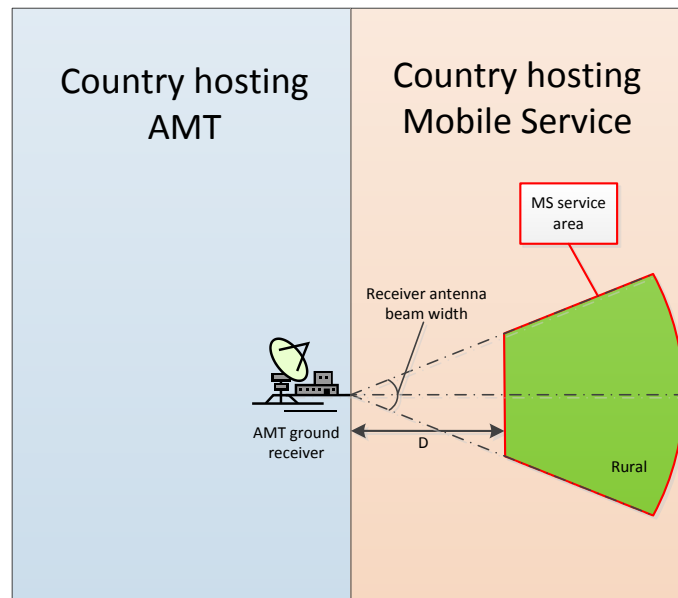 Country hosting
AMT
Country hosting
Mobile Service
MS service
area
Receiver antenna
beam width
AMT ground
receiver
D
Rural